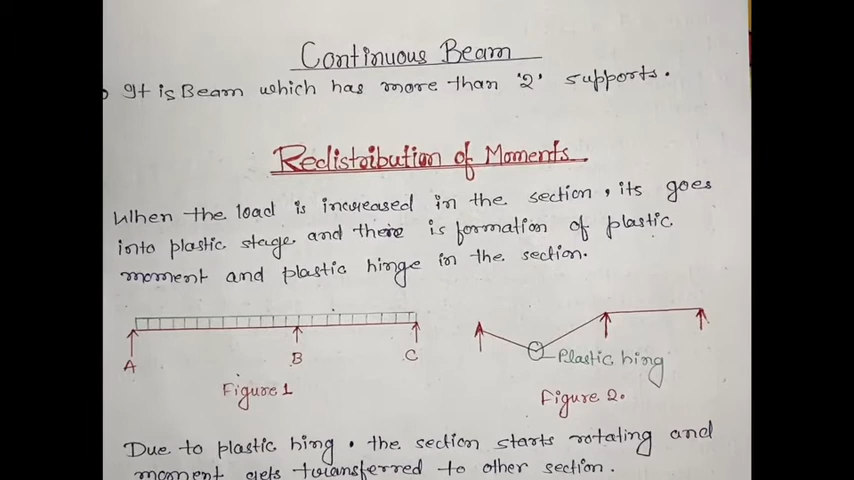 Continuous Beam
It is Beam which has more than '2' supports.
Redistribution of Moments
When the load is increased in the section, its goes
into plastic stage and there is formation of plastic
moment and plastic hinge in the section.
A B C
Figure 1
Plastic hing
Figure 2.
Due to plastic hing. the section starts rotating and
moment gets transferred to other section.